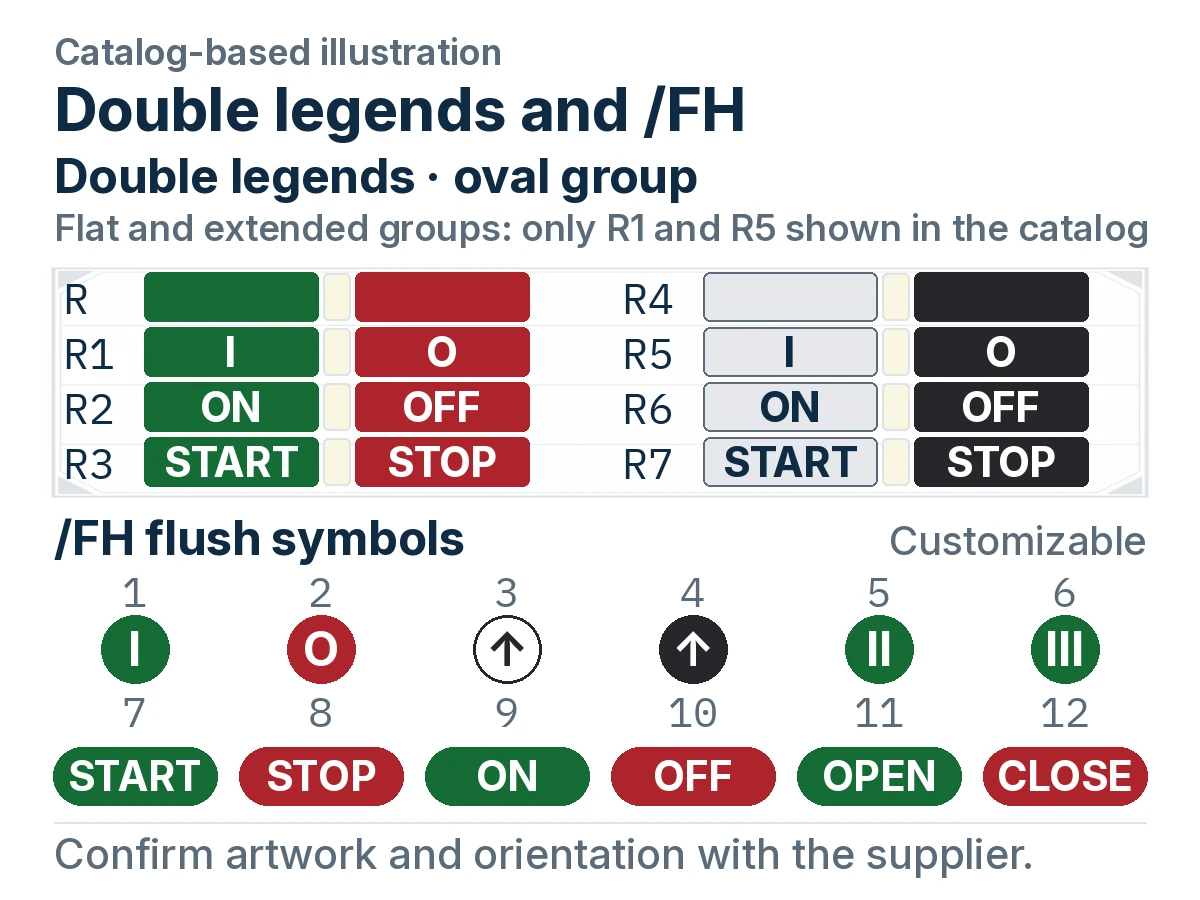 Catalog-based illustration
Double legends and /FH
Double legends · oval group
Flat and extended groups: only R1 and R5 shown in the catalog
R R4
R1 I O R5 I O
R2 ON OFF R6 ON OFF
R3 START STOP R7 START STOP
/FH flush symbols Customizable
1 2 3 4 5 6
I O ↑ ↑ II III
7 8 9 10 11 12
START STOP ON OFF OPEN CLOSE
Confirm artwork and orientation with the supplier.